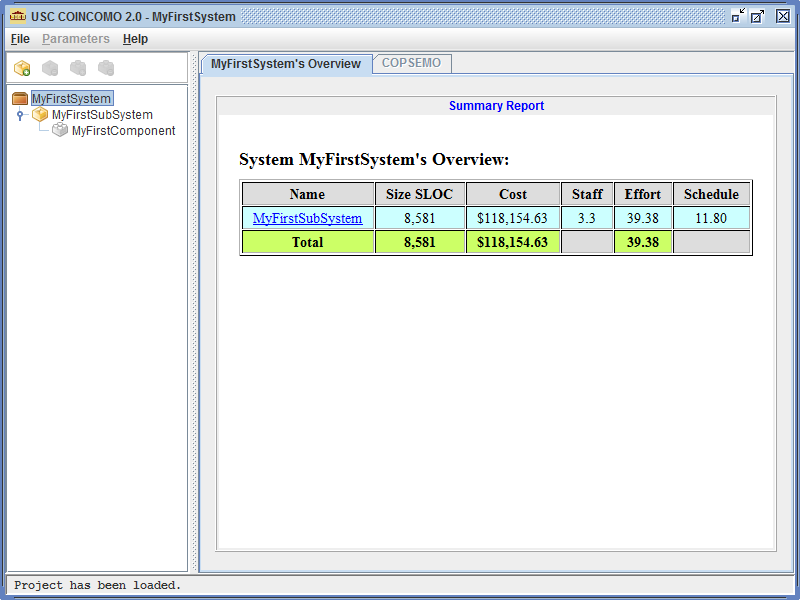 USC COINCOMO 2.0 - MyFirstSystem
File Parameters Help
MyFirstSystem's Overview COPSEMO
MyFirstSystem
MyFirstSubSystem
MyFirstComponent
Summary Report
System MyFirstSystem's Overview:
Name Size SLOC Cost Staff Effort Schedule
MyFirstSubSystem 8,581 $118,154.63 3.3 39.38 11.80
Total 8,581 $118,154.63 39.38
Project has been loaded.